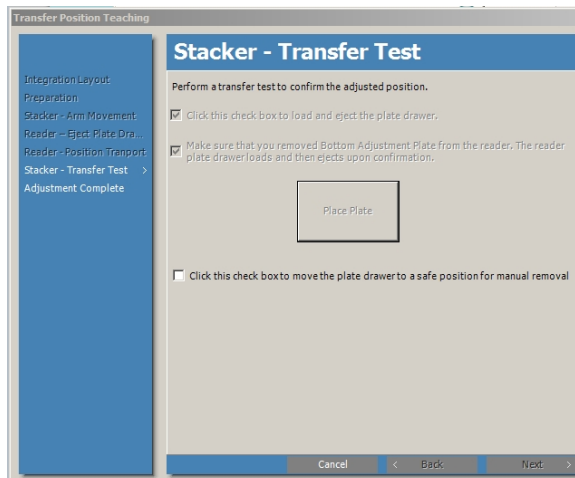 Transfer Position Teaching
Stacker - Transfer Test
Integration Layout
Preparation
Stacker - Arm Movement
Reader – Eject Plate Dra...
Reader - Position Tranport
Stacker - Transfer Test >
Adjustment Complete
Perform a transfer test to confirm the adjusted position.
Click this check box to load and eject the plate drawer.
Make sure that you removed Bottom Adjustment Plate from the reader. The reader
plate drawer loads and then ejects upon confirmation.
Place Plate
Click this check box to move the plate drawer to a safe position for manual removal
Cancel < Back Next >